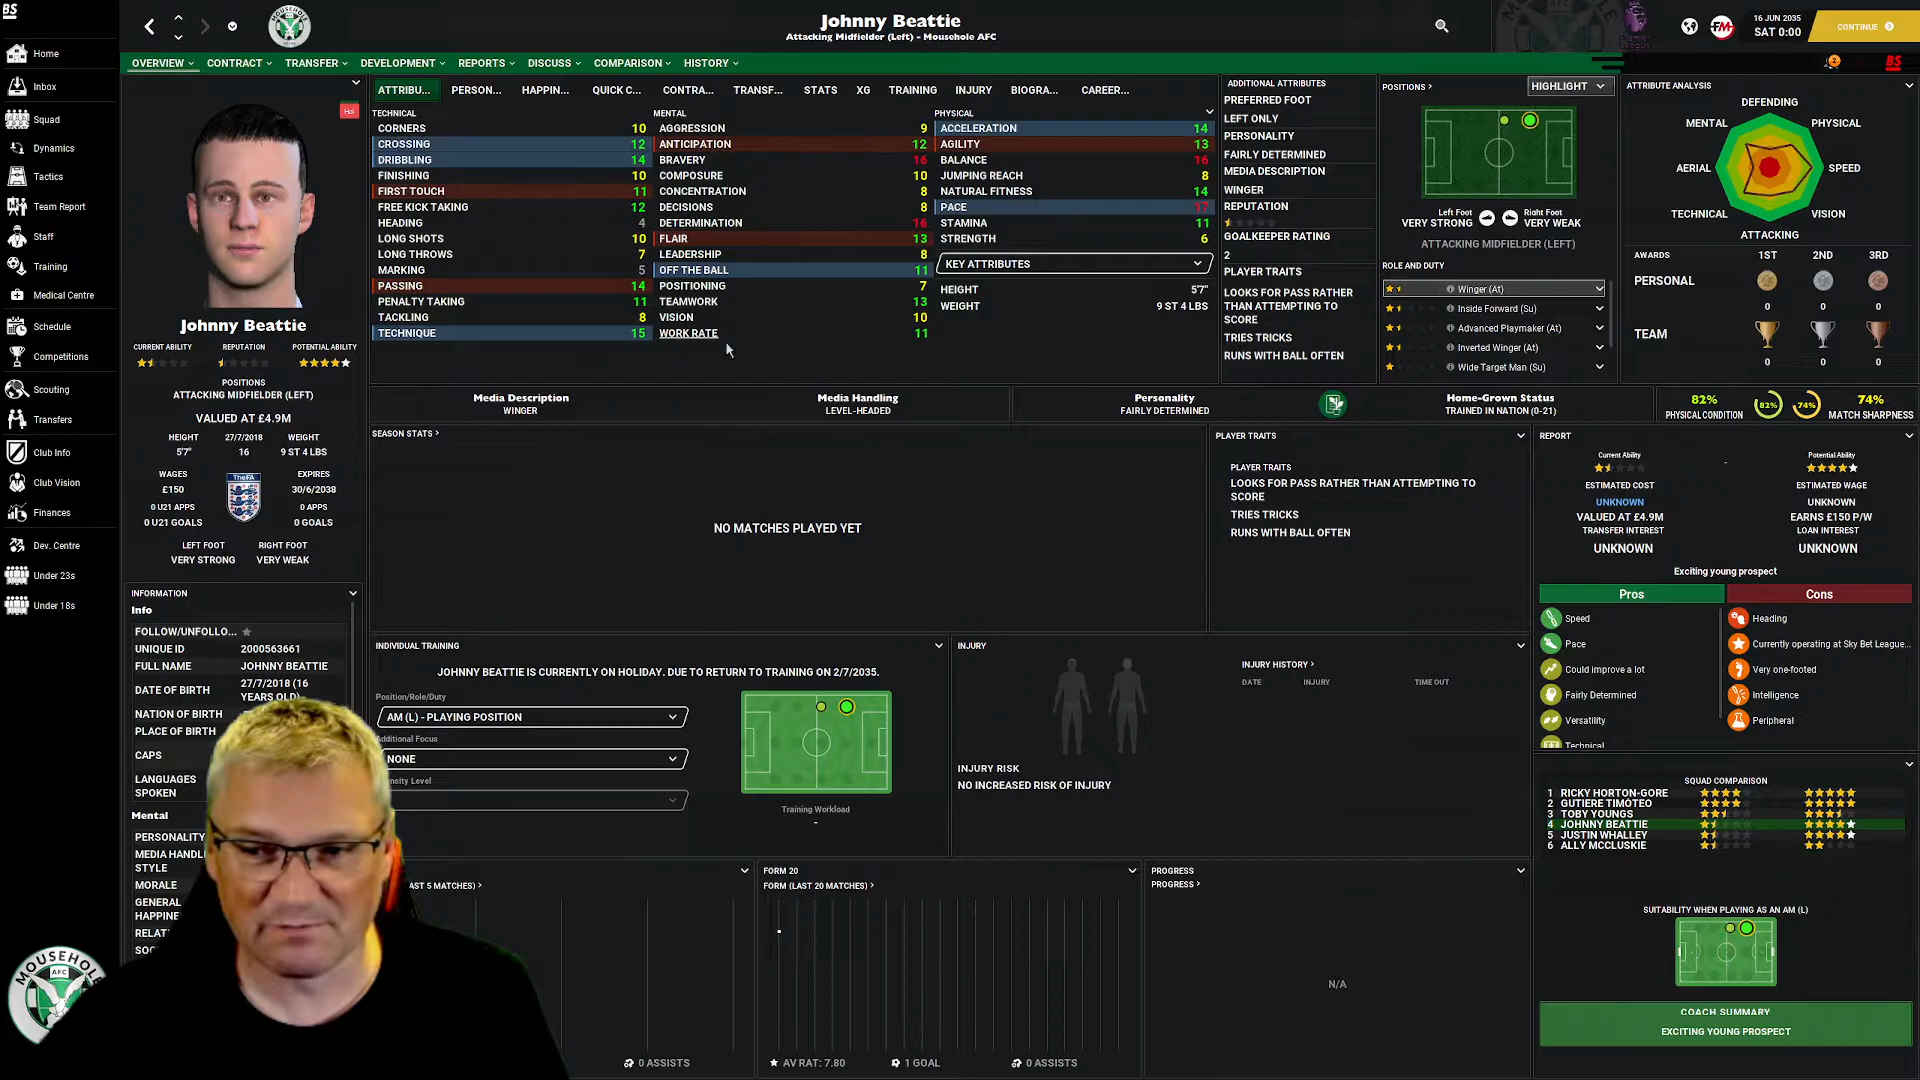 BS
Johnny Beattie
Attacking Midfielder (Left) - Mousehole AFC
16 JUN 2035
SAT 0:00
CONTINUE
Home
Inbox
Squad
Dynamics
Tactics
Team Report
Staff
Training
Medical Centre
Schedule
Competitions
Scouting
Transfers
Club Info
Club Vision
Finances
Dev. Centre
Under 23s
Under 18s
OVERVIEW
CONTRACT
TRANSFER
DEVELOPMENT
REPORTS
DISCUSS
COMPARISON
HISTORY
BS
Hol
Johnny Beattie
CURRENT ABILITY
REPUTATION
POTENTIAL ABILITY
POSITIONS
ATTACKING MIDFIELDER (LEFT)
VALUED AT £4.9M
HEIGHT 27/7/2018 WEIGHT
5'7" 16 9 ST 4 LBS
WAGES EXPIRES
£150 30/6/2038
0 U21 APPS 0 APPS
0 U21 GOALS 0 GOALS
LEFT FOOT RIGHT FOOT
VERY STRONG VERY WEAK
INFORMATION
Info
FOLLOW/UNFOLLO...
UNIQUE ID 2000563661
FULL NAME JOHNNY BEATTIE
DATE OF BIRTH 27/7/2018 (16 YEARS OLD)
NATION OF BIRTH
PLACE OF BIRTH
CAPS
LANGUAGES
SPOKEN
Mental
PERSONALITY
MEDIA HANDL
STYLE
MORALE
GENERAL
HAPPINE
RELAT
SOC
MOUSEHOLE
AFC
ATTRIBU...
PERSON...
HAPPIN...
QUICK C...
CONTRA...
TRANSF...
STATS
XG
TRAINING
INJURY
BIOGRA...
CAREER...
TECHNICAL
CORNERS 10
CROSSING 12
DRIBBLING 14
FINISHING 10
FIRST TOUCH 11
FREE KICK TAKING 12
HEADING 4
LONG SHOTS 10
LONG THROWS 7
MARKING 5
PASSING 14
PENALTY TAKING 11
TACKLING 8
TECHNIQUE 15
MENTAL
AGGRESSION 9
ANTICIPATION 12
BRAVERY 16
COMPOSURE 10
CONCENTRATION 8
DECISIONS 8
DETERMINATION 16
FLAIR 13
LEADERSHIP 8
OFF THE BALL 11
POSITIONING 7
TEAMWORK 13
VISION 10
WORK RATE 11
PHYSICAL
ACCELERATION 14
AGILITY 13
BALANCE 16
JUMPING REACH 8
NATURAL FITNESS 14
PACE 17
STAMINA 11
STRENGTH 6
KEY ATTRIBUTES
HEIGHT 5'7"
WEIGHT 9 ST 4 LBS
ADDITIONAL ATTRIBUTES
PREFERRED FOOT
LEFT ONLY
PERSONALITY
FAIRLY DETERMINED
MEDIA DESCRIPTION
WINGER
REPUTATION
GOALKEEPER RATING
2
PLAYER TRAITS
LOOKS FOR PASS RATHER
THAN ATTEMPTING TO
SCORE
TRIES TRICKS
RUNS WITH BALL OFTEN
POSITIONS
HIGHLIGHT
Left Foot Right Foot
VERY STRONG VERY WEAK
ATTACKING MIDFIELDER (LEFT)
ROLE AND DUTY
Winger (At)
Inside Forward (Su)
Advanced Playmaker (At)
Inverted Winger (At)
Wide Target Man (Su)
ATTRIBUTE ANALYSIS
DEFENDING
MENTAL PHYSICAL
AERIAL SPEED
TECHNICAL VISION
ATTACKING
AWARDS 1ST 2ND 3RD
PERSONAL
0 0 0
TEAM
0 0 0
Media Description
WINGER
Media Handling
LEVEL-HEADED
Personality
FAIRLY DETERMINED
Home-Grown Status
TRAINED IN NATION (0-21)
82%
PHYSICAL CONDITION
82%
74%
74%
MATCH SHARPNESS
SEASON STATS
NO MATCHES PLAYED YET
PLAYER TRAITS
PLAYER TRAITS
LOOKS FOR PASS RATHER THAN ATTEMPTING TO
SCORE
TRIES TRICKS
RUNS WITH BALL OFTEN
REPORT
Current Ability Potential Ability
-
ESTIMATED COST ESTIMATED WAGE
UNKNOWN UNKNOWN
VALUED AT £4.9M EARNS £150 P/W
TRANSFER INTEREST LOAN INTEREST
UNKNOWN UNKNOWN
Exciting young prospect
Pros Cons
Speed Heading
Pace Currently operating at Sky Bet League...
Could improve a lot Very one-footed
Fairly Determined Intelligence
Versatility Peripheral
Technical
INDIVIDUAL TRAINING
JOHNNY BEATTIE IS CURRENTLY ON HOLIDAY. DUE TO RETURN TO TRAINING ON 2/7/2035.
Position/Role/Duty
AM (L) - PLAYING POSITION
Additional Focus
NONE
nsity Level
Training Workload
-
INJURY
INJURY HISTORY
DATE INJURY TIME OUT
INJURY RISK
NO INCREASED RISK OF INJURY
SQUAD COMPARISON
1 RICKY HORTON-GORE
2 GUTIERE TIMÓTEO
3 TOBY YOUNGS
4 JOHNNY BEATTIE
5 JUSTIN WHALLEY
6 ALLY MCCLUSKIE
SUITABILITY WHEN PLAYING AS AN AM (L)
COACH SUMMARY
EXCITING YOUNG PROSPECT
AST 5 MATCHES)
0 ASSISTS
FORM 20
FORM (LAST 20 MATCHES)
AV RAT: 7.80
1 GOAL
0 ASSISTS
PROGRESS
PROGRESS
N/A